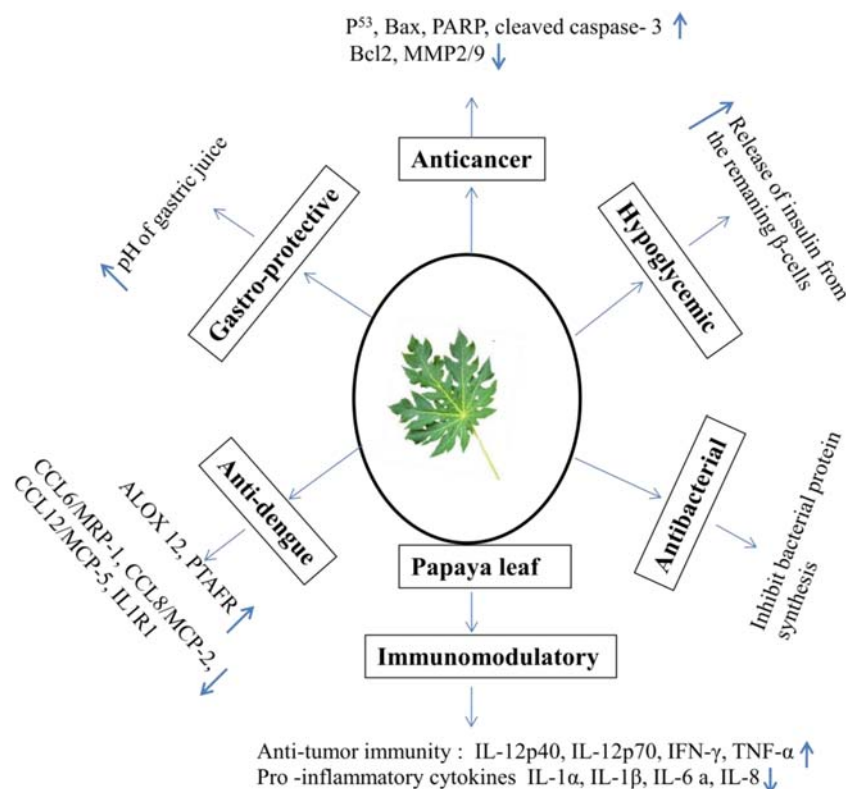 P⁵³, Bax, PARP, cleaved caspase- 3
Bcl2, MMP2/9
Anticancer
Release of insulin from
the remaining β-cells
Hypoglycemic
pH of gastric juice
Gastro-protective
Anti-dengue
ALOX 12, PTAFR
CCL6/MRP-1, CCL8/MCP-2,
CCL12/MCP-5, IL1R1
Antibacterial
Inhibit bacterial protein
synthesis
Papaya leaf
Immunomodulatory
Anti-tumor immunity : IL-12p40, IL-12p70, IFN-γ, TNF-α
Pro -inflammatory cytokines IL-1α, IL-1β, IL-6 a, IL-8